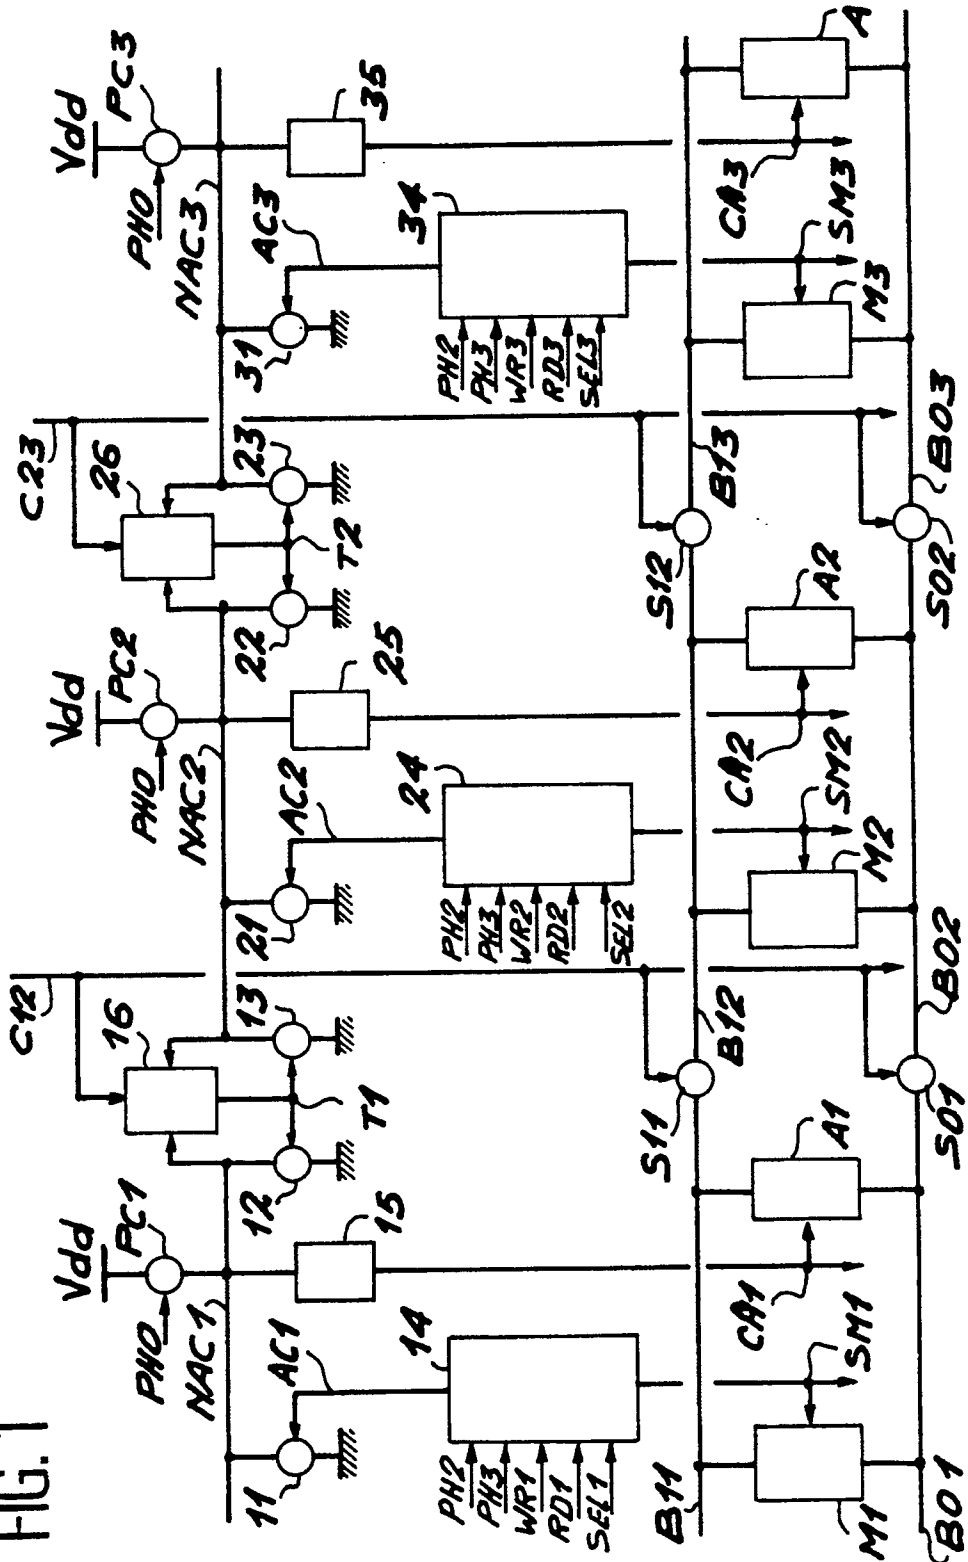 FIG. 1
Vdd
PC1
PH0
NAC1
AC1
11
12
13
14
15
16
C12
T1
PH2
PH3
WR1
RD1
SEL1
B11
S11
B12
CA1
SM1
A1
M1
B01
S01
B02
Vdd
PC2
PH0
NAC2
AC2
21
22
23
24
25
26
C23
T2
PH2
PH3
WR2
RD2
SEL2
S12
B13
CA2
SM2
A2
M2
S02
B03
Vdd
PC3
PH0
NAC3
AC3
31
34
35
PH2
PH3
WR3
RD3
SEL3
CA3
SM3
A
M3